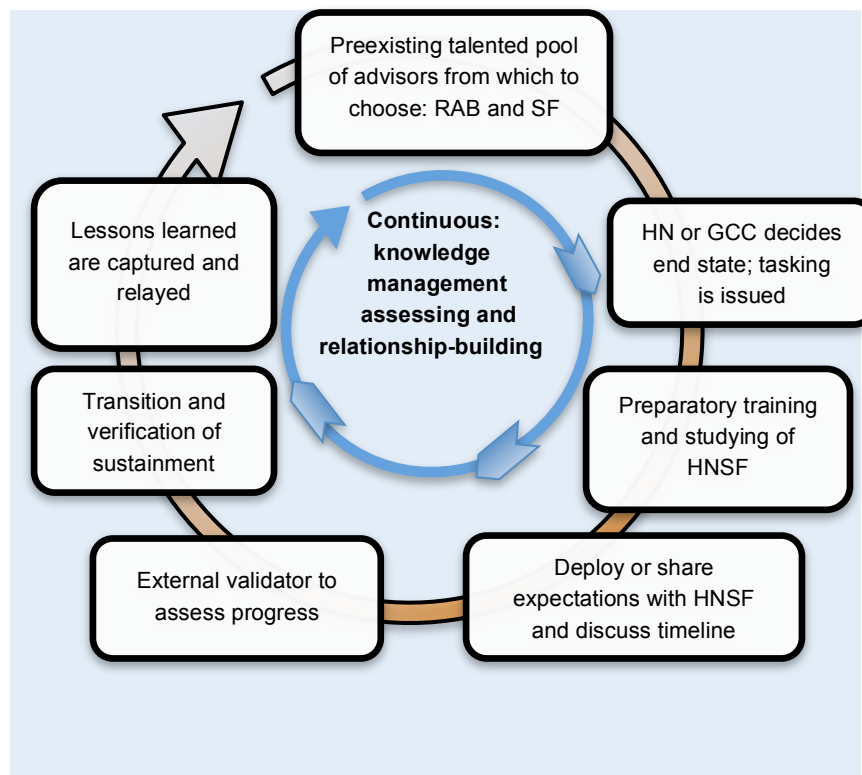 Preexisting talented pool
of advisors from which to
choose: RAB and SF
HN or GCC decides
end state; tasking
is issued
Preparatory training
and studying of
HNSF
Deploy or share
expectations with HNSF
and discuss timeline
External validator to
assess progress
Transition and
verification of
sustainment
Lessons learned
are captured and
relayed
Continuous:
knowledge
management
assessing and
relationship-building